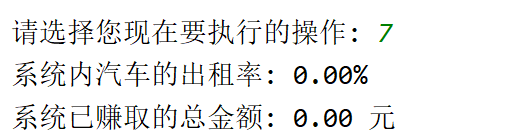 请选择您现在要执行的操作: 7
系统内汽车的出租率: 0.00%
系统已赚取的总金额: 0.00 元